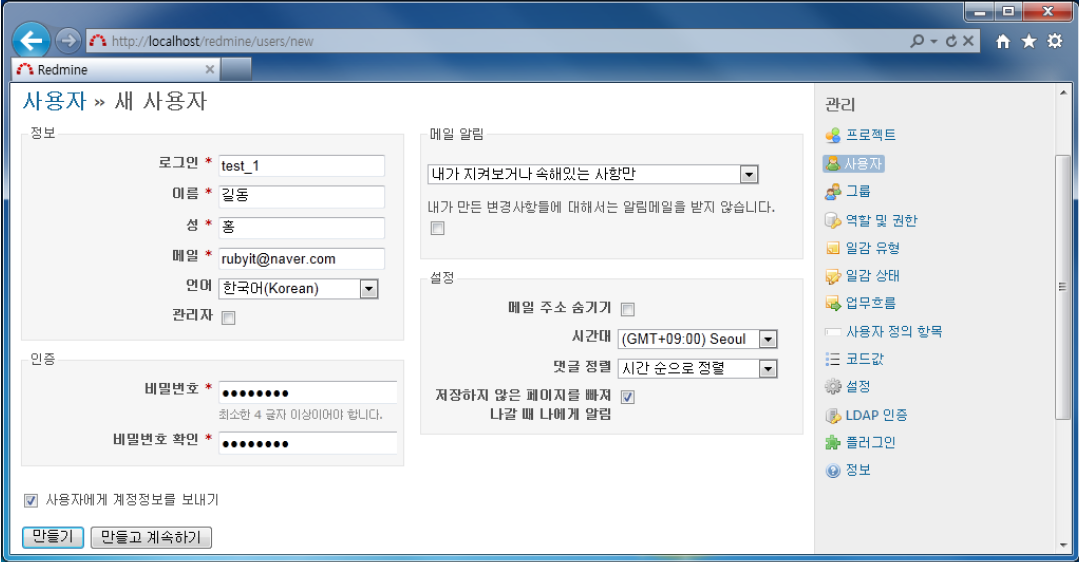 http://localhost/redmine/users/new
Redmine
사용자 » 새 사용자
정보
로그인 * test_1
이름 * 길동
성 * 홍
메일 * rubyit@naver.com
언어 한국어(Korean)
관리자
인증
비밀번호 * ••••••••
최소한 4 글자 이상이어야 합니다.
비밀번호 확인 * ••••••••
사용자에게 계정정보를 보내기
만들기 만들고 계속하기
메일 알림
내가 지켜보거나 속해있는 사항만
내가 만든 변경사항들에 대해서는 알림메일을 받지 않습니다.
설정
메일 주소 숨기기
시간대 (GMT+09:00) Seoul
댓글 정렬 시간 순으로 정렬
저장하지 않은 페이지를 빠져
나갈 때 나에게 알림
관리
프로젝트
사용자
그룹
역할 및 권한
일감 유형
일감 상태
업무흐름
사용자 정의 항목
코드값
설정
LDAP 인증
플러그인
정보